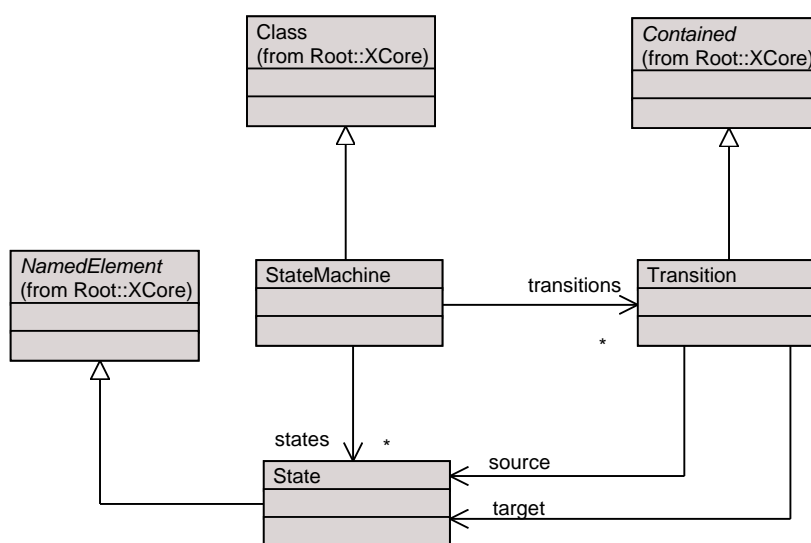 Class
(from Root::XCore)
Contained
(from Root::XCore)
NamedElement
(from Root::XCore)
StateMachine
transitions
*
Transition
states
*
State
source
target